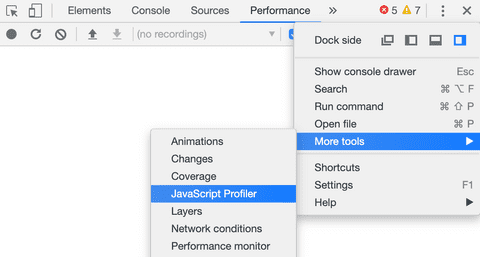 Elements Console Sources Performance » 5 7
(no recordings)
Dock side
Show console drawer Esc
Search ⌘ ⌥ F
Run command ⌘ ⇧ P
Open file ⌘ P
More tools ▶
Shortcuts
Settings F1
Help ▶
Animations
Changes
Coverage
JavaScript Profiler
Layers
Network conditions
Performance monitor